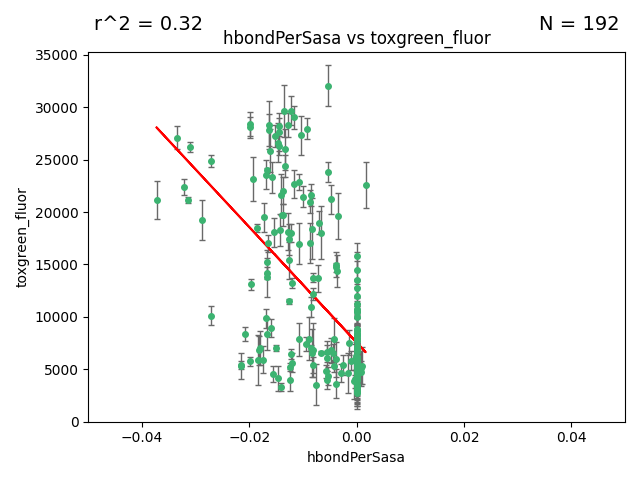 r^2 = 0.32
N = 192
hbondPerSasa vs toxgreen_fluor
35000
30000
25000
20000
15000
10000
5000
0
toxgreen_fluor
−0.04
−0.02
0.00
0.02
0.04
hbondPerSasa